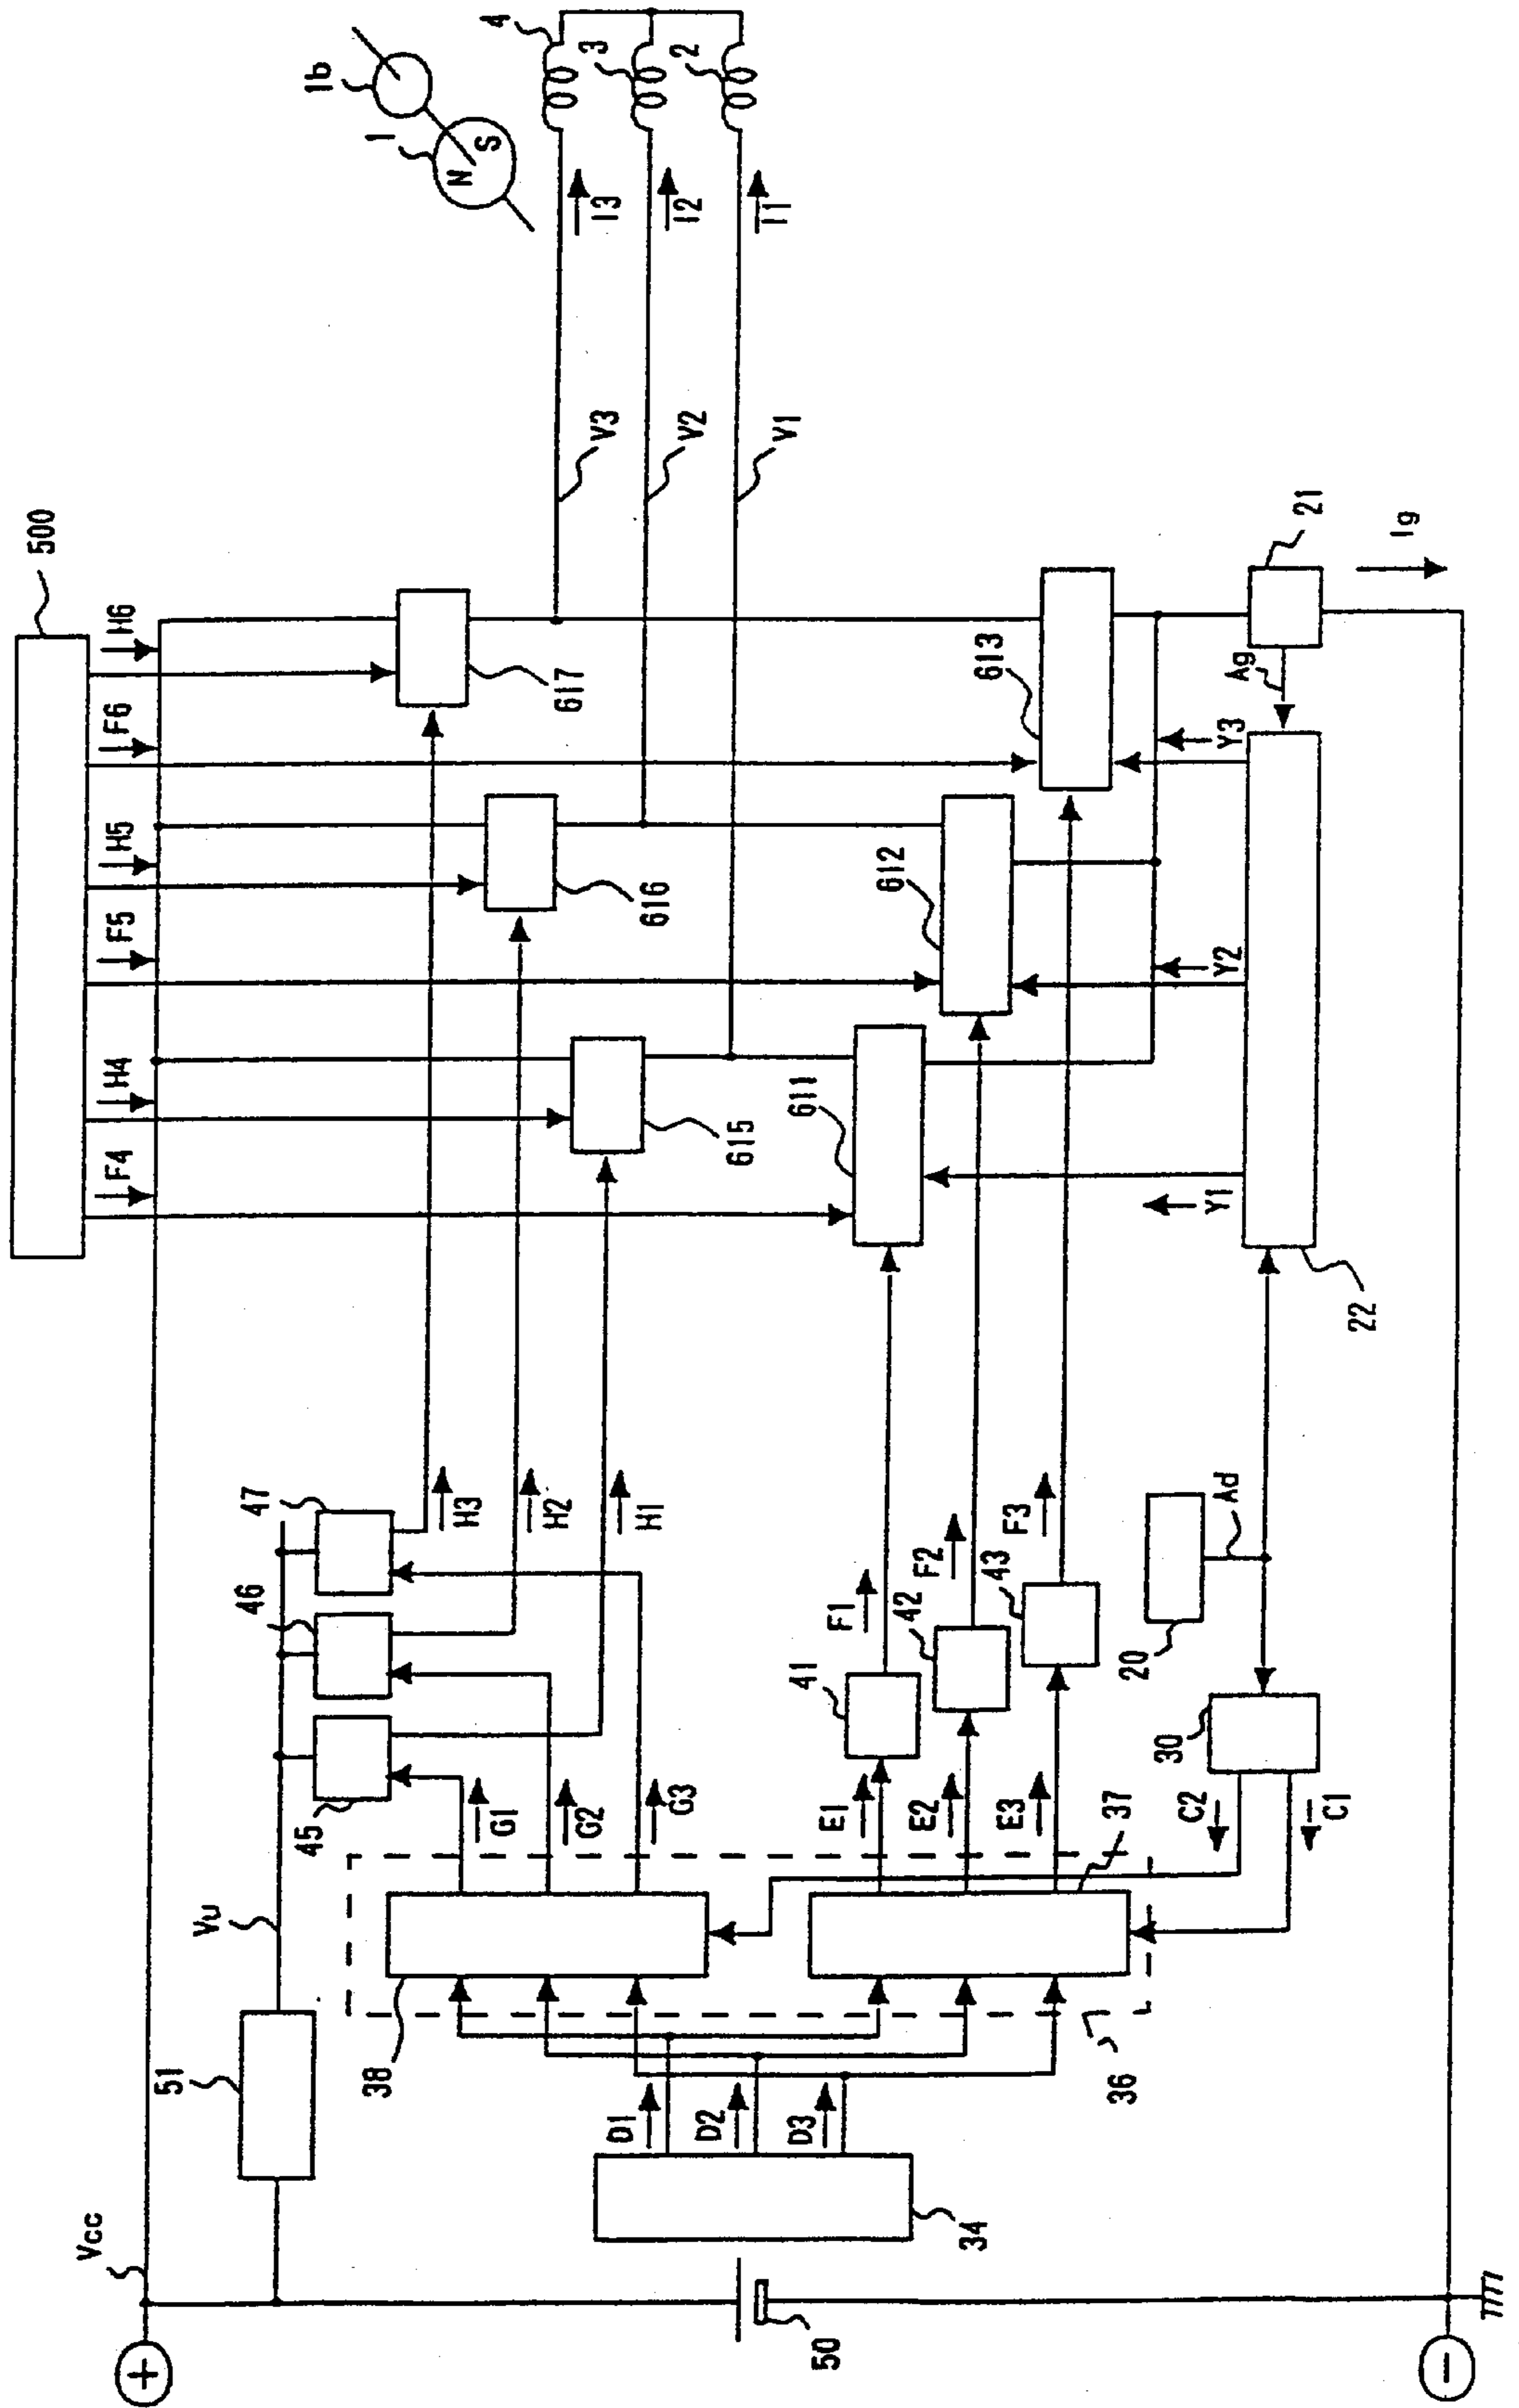 500
H6
F6
H5
F5
H4
F4
1b
1
N
S
4
3
2
I3
I2
I1
V3
V2
V1
617
616
615
613
612
611
21
Ig
Ag
Y3
Y2
Y1
22
47
46
45
H3
H2
H1
Vu
51
Vcc
G1
G2
G3
38
41
42
43
F1
F2
F3
E1
E2
E3
37
36
20
Ad
30
C2
C1
D1
D2
D3
34
50
+
−